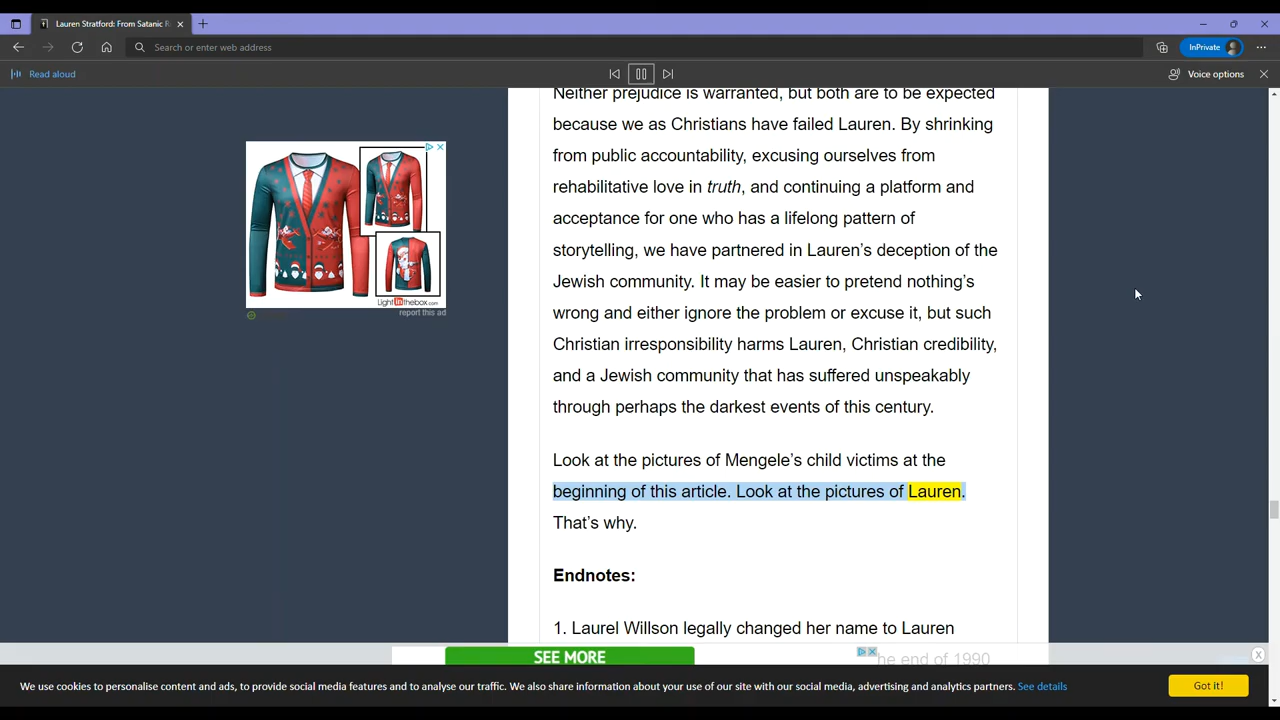 Lauren Stratford: From Satanic R
Search or enter web address
InPrivate
Read aloud
Voice options
Neither prejudice is warranted, but both are to be expected
because we as Christians have failed Lauren. By shrinking
from public accountability, excusing ourselves from
rehabilitative love in truth, and continuing a platform and
acceptance for one who has a lifelong pattern of
storytelling, we have partnered in Lauren’s deception of the
Jewish community. It may be easier to pretend nothing’s
wrong and either ignore the problem or excuse it, but such
Christian irresponsibility harms Lauren, Christian credibility,
and a Jewish community that has suffered unspeakably
through perhaps the darkest events of this century.
LightInthebox.com
report this ad
Look at the pictures of Mengele’s child victims at the
beginning of this article. Look at the pictures of Lauren.
That’s why.
Endnotes:
1. Laurel Willson legally changed her name to Lauren
SEE MORE
he end of 1990
We use cookies to personalise content and ads, to provide social media features and to analyse our traffic. We also share information about your use of our site with our social media, advertising and analytics partners. See details
Got it!